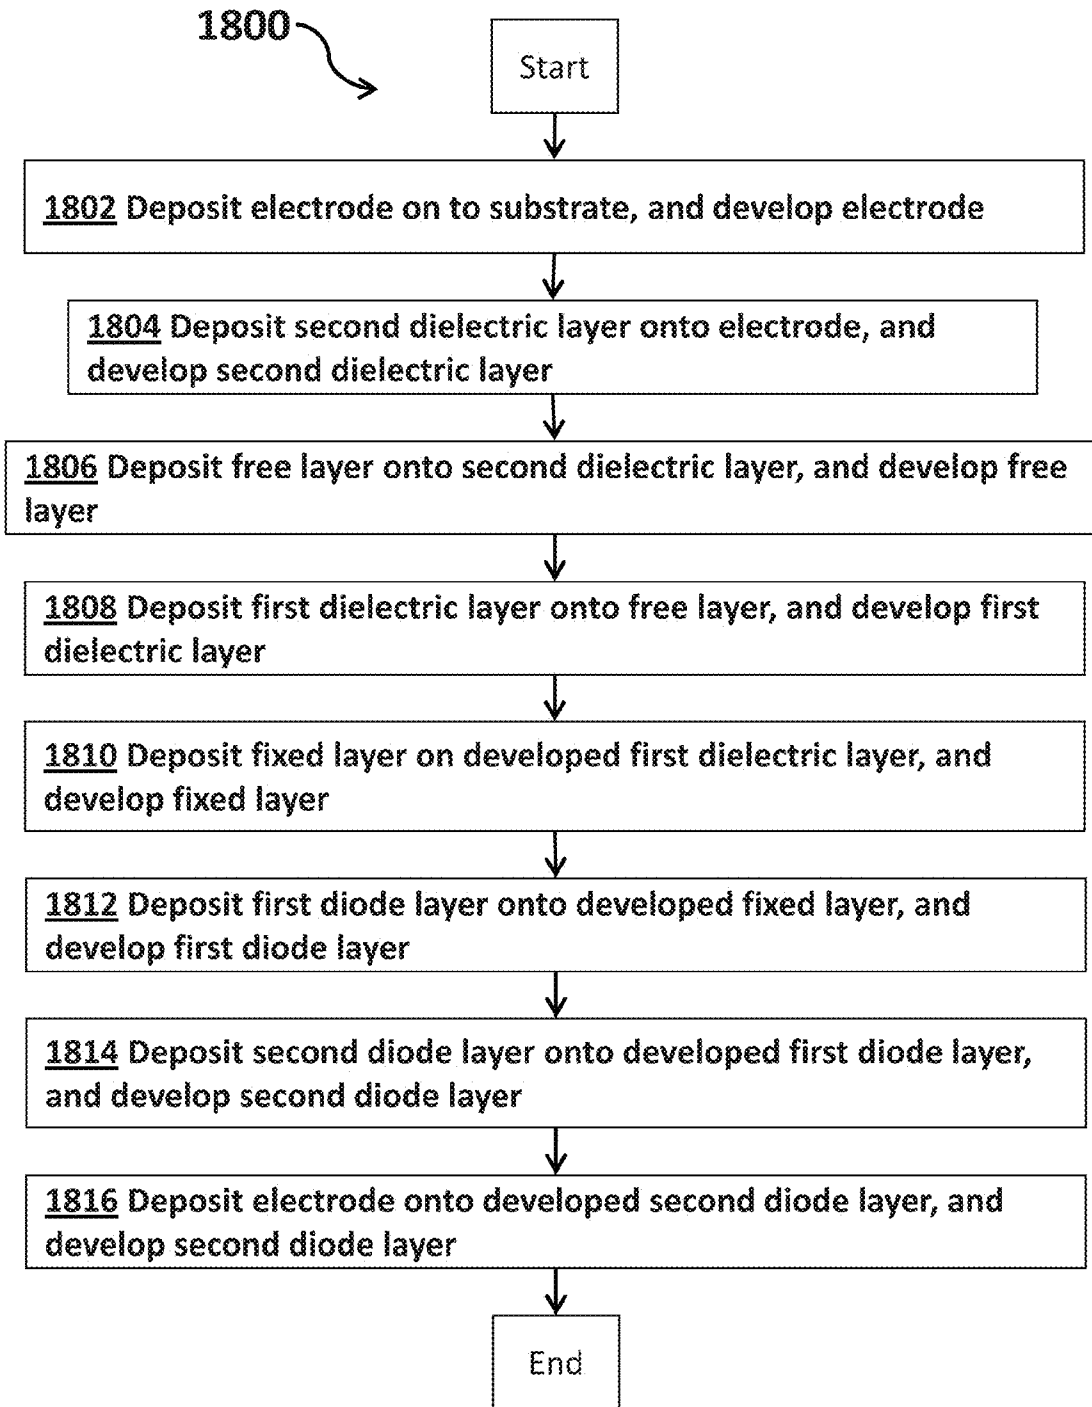 1800
Start
1802 Deposit electrode on to substrate, and develop electrode
1804 Deposit second dielectric layer onto electrode, and
develop second dielectric layer
1806 Deposit free layer onto second dielectric layer, and develop free
layer
1808 Deposit first dielectric layer onto free layer, and develop first
dielectric layer
1810 Deposit fixed layer on developed first dielectric layer, and
develop fixed layer
1812 Deposit first diode layer onto developed fixed layer, and
develop first diode layer
1814 Deposit second diode layer onto developed first diode layer,
and develop second diode layer
1816 Deposit electrode onto developed second diode layer, and
develop second diode layer
End